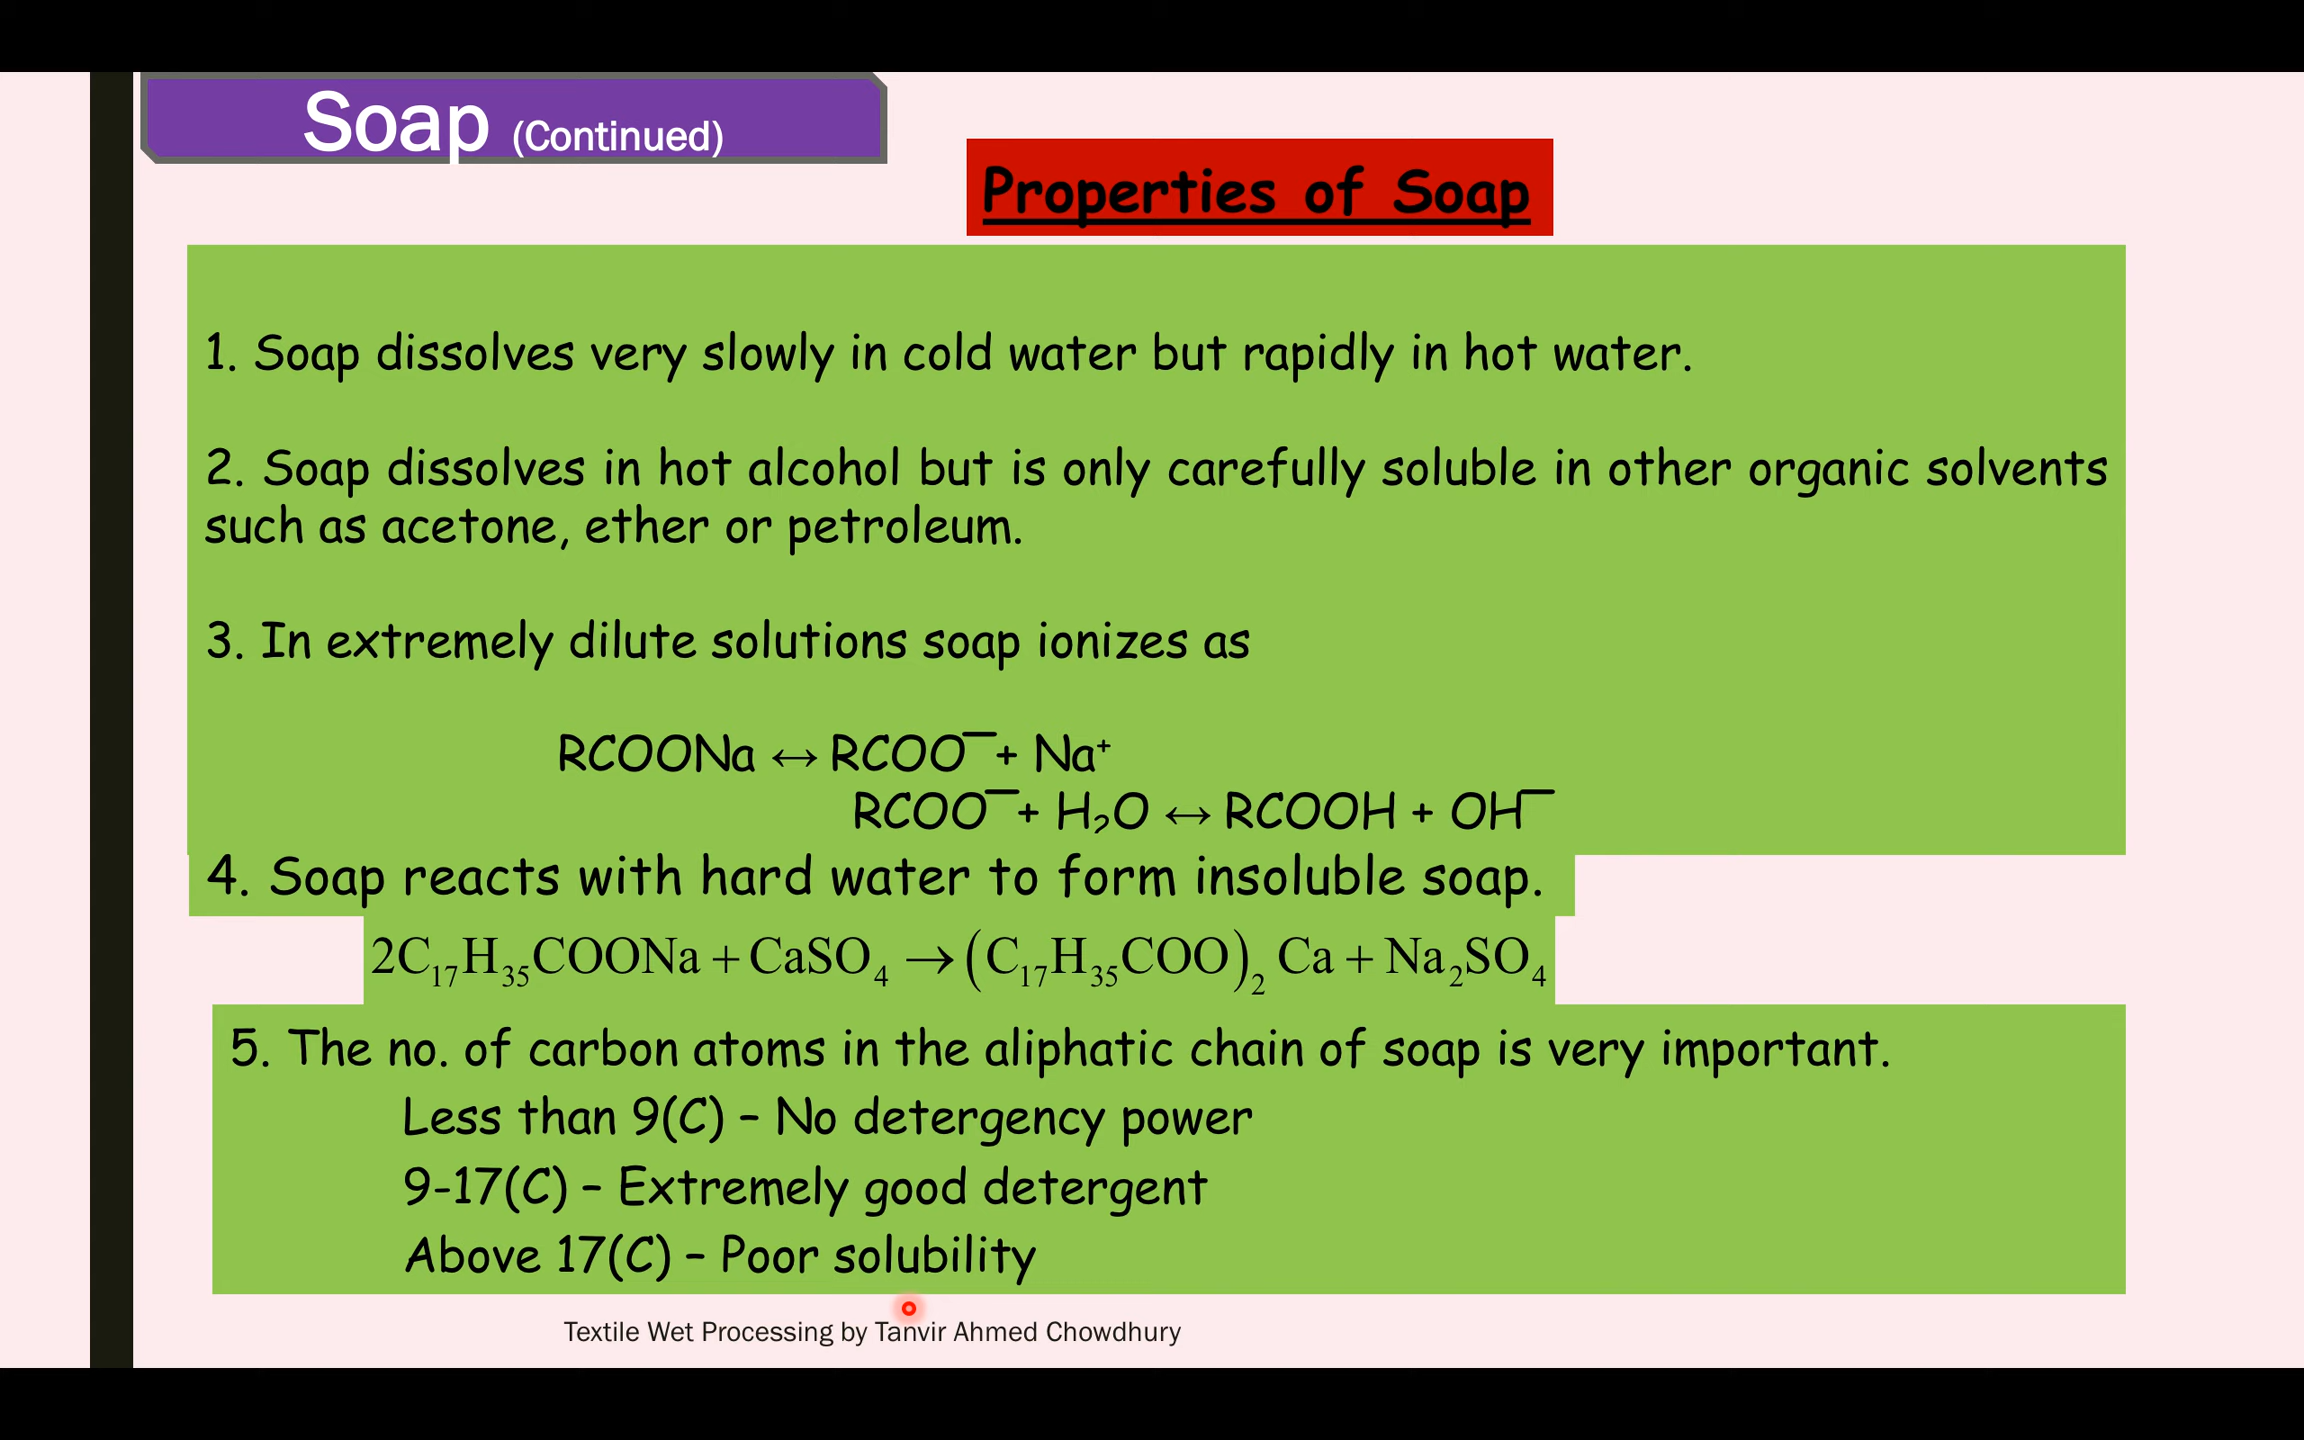 Soap (Continued)
Properties of Soap
1. Soap dissolves very slowly in cold water but rapidly in hot water.
2. Soap dissolves in hot alcohol but is only carefully soluble in other organic solvents
such as acetone, ether or petroleum.
3. In extremely dilute solutions soap ionizes as
RCOONa ↔ RCOO¯ + Na⁺
RCOO¯ + H₂O ↔ RCOOH + OH¯
4. Soap reacts with hard water to form insoluble soap.
2C₁₇H₃₅COONa + CaSO₄ → (C₁₇H₃₅COO)₂ Ca + Na₂SO₄
5. The no. of carbon atoms in the aliphatic chain of soap is very important.
Less than 9(C) – No detergency power
9-17(C) – Extremely good detergent
Above 17(C) – Poor solubility
Textile Wet Processing by Tanvir Ahmed Chowdhury